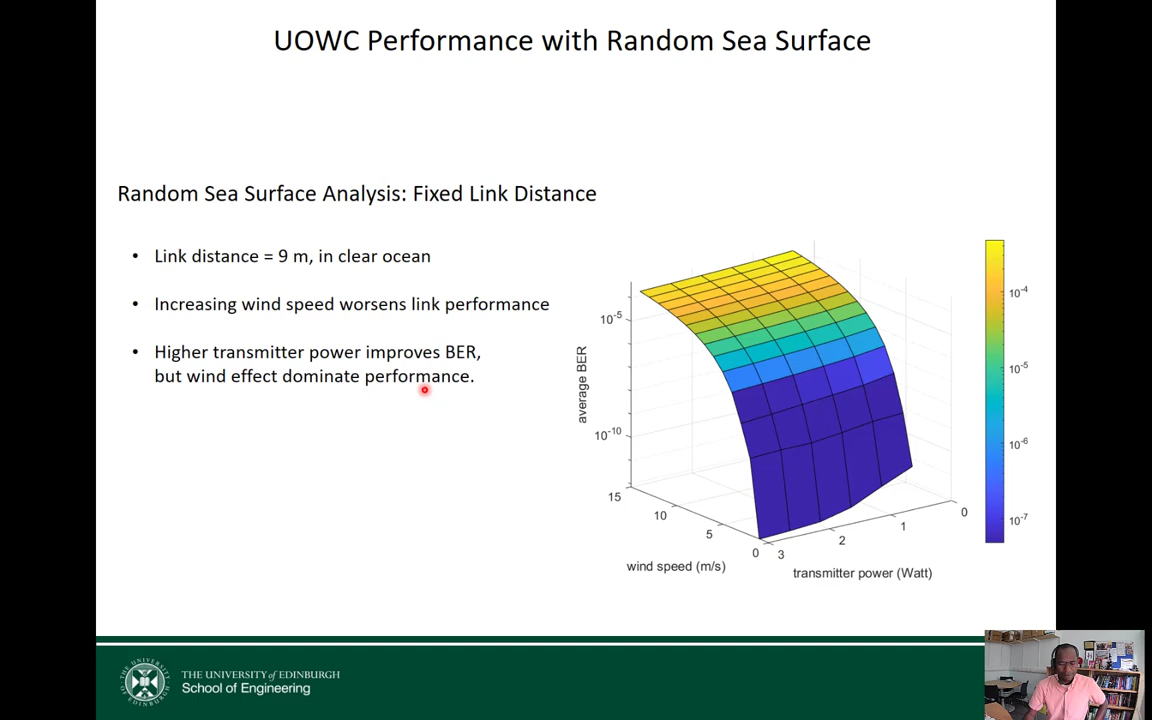 UOWC Performance with Random Sea Surface
Random Sea Surface Analysis: Fixed Link Distance
• Link distance = 9 m, in clear ocean
• Increasing wind speed worsens link performance
• Higher transmitter power improves BER,
but wind effect dominate performance.
average BER
10-5
10-10
15
10
5
0
wind speed (m/s)
3
2
1
0
transmitter power (Watt)
10-4
10-5
10-6
10-7
THE UNIVERSITY of EDINBURGH
School of Engineering